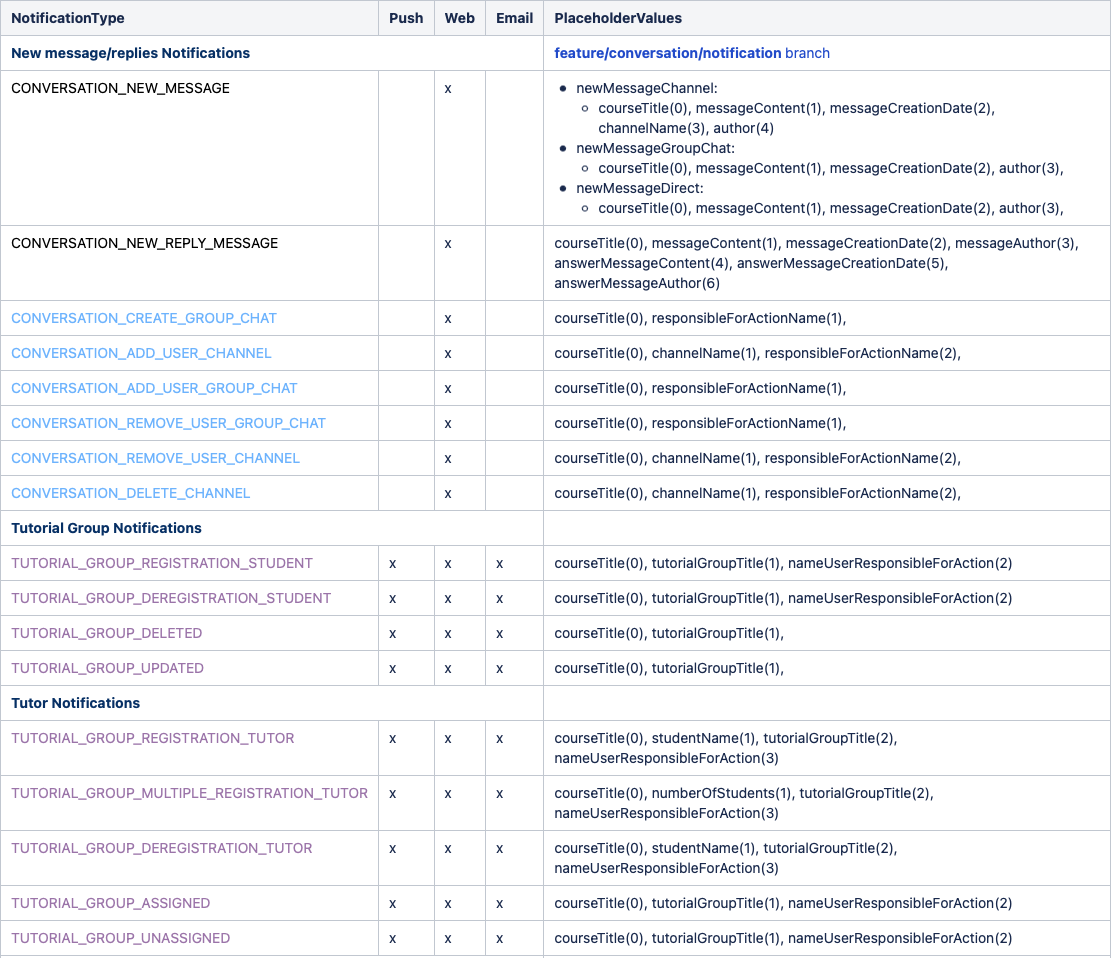 NotificationType Push Web Email PlaceholderValues
New message/replies Notifications feature/conversation/notification branch
CONVERSATION_NEW_MESSAGE x
• newMessageChannel:
◦ courseTitle(0), messageContent(1), messageCreationDate(2),
channelName(3), author(4)
• newMessageGroupChat:
◦ courseTitle(0), messageContent(1), messageCreationDate(2), author(3),
• newMessageDirect:
◦ courseTitle(0), messageContent(1), messageCreationDate(2), author(3),
CONVERSATION_NEW_REPLY_MESSAGE x courseTitle(0), messageContent(1), messageCreationDate(2), messageAuthor(3),
answerMessageContent(4), answerMessageCreationDate(5),
answerMessageAuthor(6)
CONVERSATION_CREATE_GROUP_CHAT x courseTitle(0), responsibleForActionName(1),
CONVERSATION_ADD_USER_CHANNEL x courseTitle(0), channelName(1), responsibleForActionName(2),
CONVERSATION_ADD_USER_GROUP_CHAT x courseTitle(0), responsibleForActionName(1),
CONVERSATION_REMOVE_USER_GROUP_CHAT x courseTitle(0), responsibleForActionName(1),
CONVERSATION_REMOVE_USER_CHANNEL x courseTitle(0), channelName(1), responsibleForActionName(2),
CONVERSATION_DELETE_CHANNEL x courseTitle(0), channelName(1), responsibleForActionName(2),
Tutorial Group Notifications
TUTORIAL_GROUP_REGISTRATION_STUDENT x x x courseTitle(0), tutorialGroupTitle(1), nameUserResponsibleForAction(2)
TUTORIAL_GROUP_DEREGISTRATION_STUDENT x x x courseTitle(0), tutorialGroupTitle(1), nameUserResponsibleForAction(2)
TUTORIAL_GROUP_DELETED x x x courseTitle(0), tutorialGroupTitle(1),
TUTORIAL_GROUP_UPDATED x x x courseTitle(0), tutorialGroupTitle(1),
Tutor Notifications
TUTORIAL_GROUP_REGISTRATION_TUTOR x x x courseTitle(0), studentName(1), tutorialGroupTitle(2),
nameUserResponsibleForAction(3)
TUTORIAL_GROUP_MULTIPLE_REGISTRATION_TUTOR x x x courseTitle(0), numberOfStudents(1), tutorialGroupTitle(2),
nameUserResponsibleForAction(3)
TUTORIAL_GROUP_DEREGISTRATION_TUTOR x x x courseTitle(0), studentName(1), tutorialGroupTitle(2),
nameUserResponsibleForAction(3)
TUTORIAL_GROUP_ASSIGNED x x x courseTitle(0), tutorialGroupTitle(1), nameUserResponsibleForAction(2)
TUTORIAL_GROUP_UNASSIGNED x x x courseTitle(0), tutorialGroupTitle(1), nameUserResponsibleForAction(2)